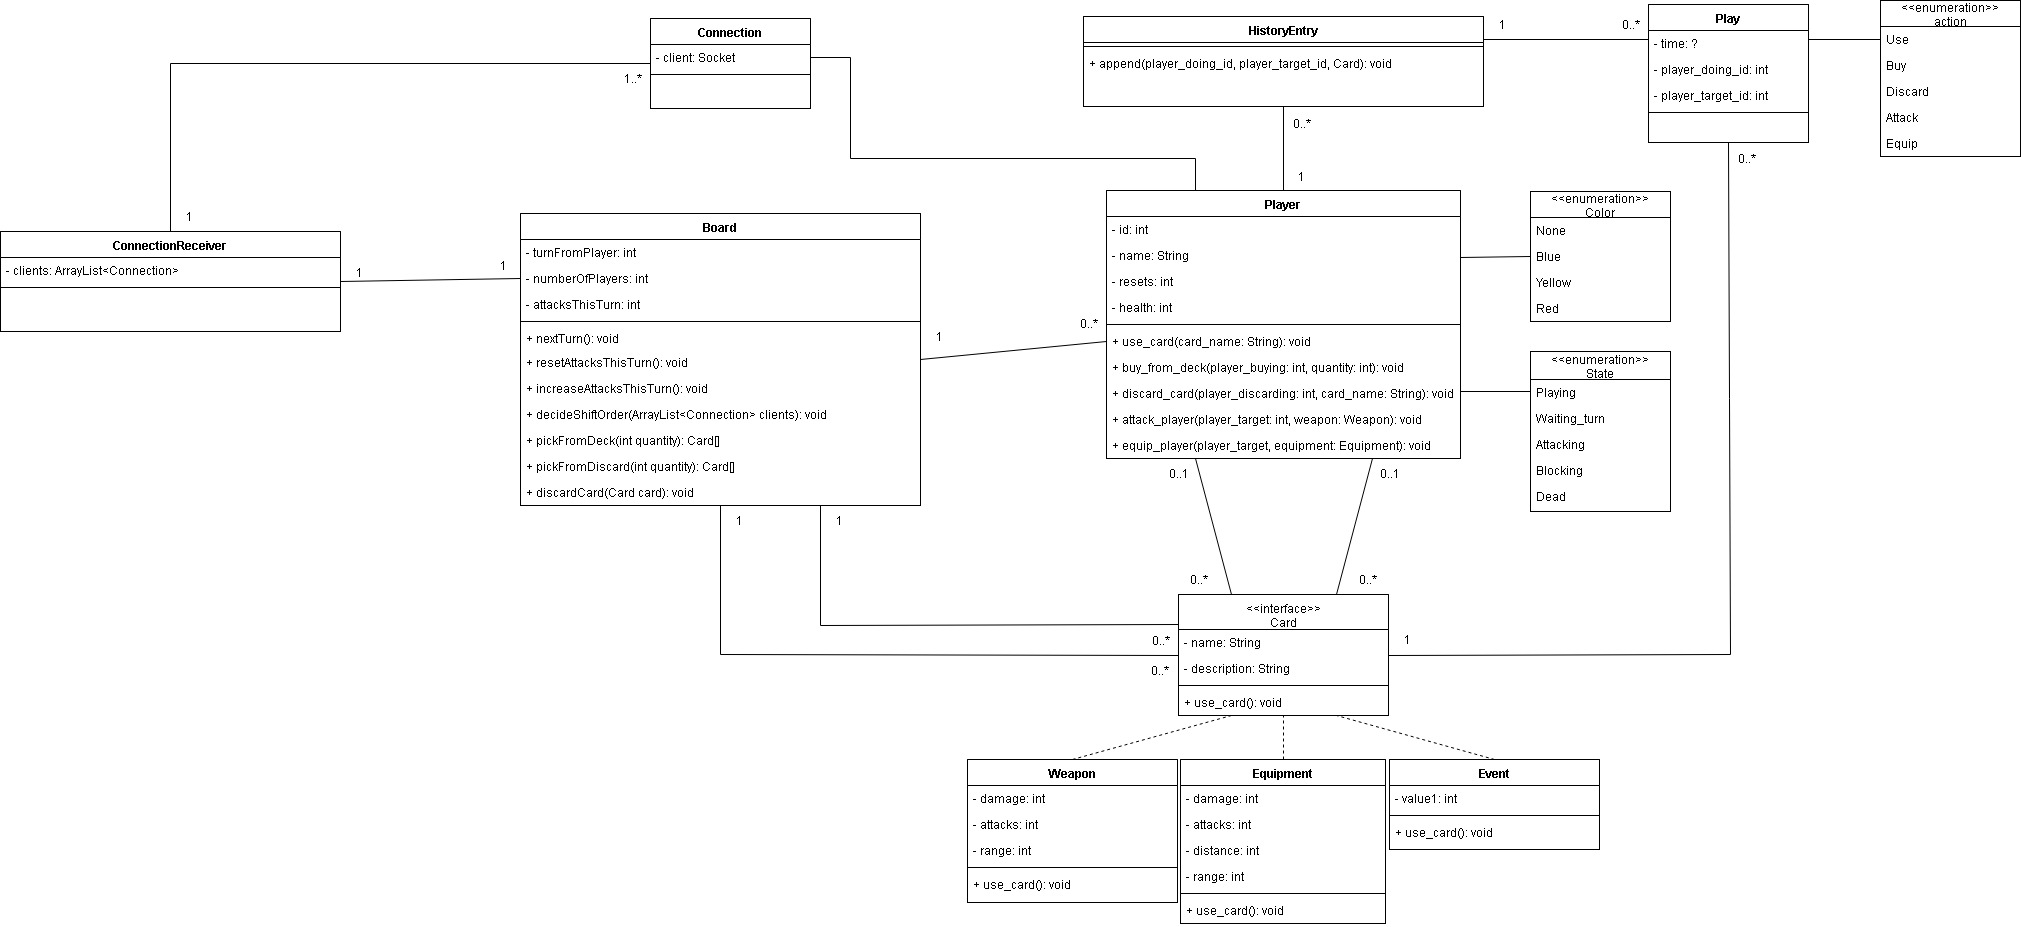 Connection
- client: Socket
1..*
1
ConnectionReceiver
- clients: ArrayList<Connection>
1
1
Board
- turnFromPlayer: int
- numberOfPlayers: int
- attacksThisTurn: int
+ nextTurn(): void
+ resetAttacksThisTurn(): void
+ increaseAttacksThisTurn(): void
+ decideShiftOrder(ArrayList<Connection> clients): void
+ pickFromDeck(int quantity): Card[]
+ pickFromDiscard(int quantity): Card[]
+ discardCard(Card card): void
1
1
1
0..*
HistoryEntry
+ append(player_doing_id, player_target_id, Card): void
1
0..*
0..*
1
Play
- time: ?
- player_doing_id: int
- player_target_id: int
0..*
<<enumeration>>
action
Use
Buy
Discard
Attack
Equip
Player
- id: int
- name: String
- resets: int
- health: int
+ use_card(card_name: String): void
+ buy_from_deck(player_buying: int, quantity: int): void
+ discard_card(player_discarding: int, card_name: String): void
+ attack_player(player_target: int, weapon: Weapon): void
+ equip_player(player_target, equipment: Equipment): void
0..1
0..1
<<enumeration>>
Color
None
Blue
Yellow
Red
<<enumeration>>
State
Playing
Waiting_turn
Attacking
Blocking
Dead
0..*
0..*
<<interface>>
Card
- name: String
- description: String
+ use_card(): void
0..*
0..*
1
Weapon
- damage: int
- attacks: int
- range: int
+ use_card(): void
Equipment
- damage: int
- attacks: int
- distance: int
- range: int
+ use_card(): void
Event
- value1: int
+ use_card(): void